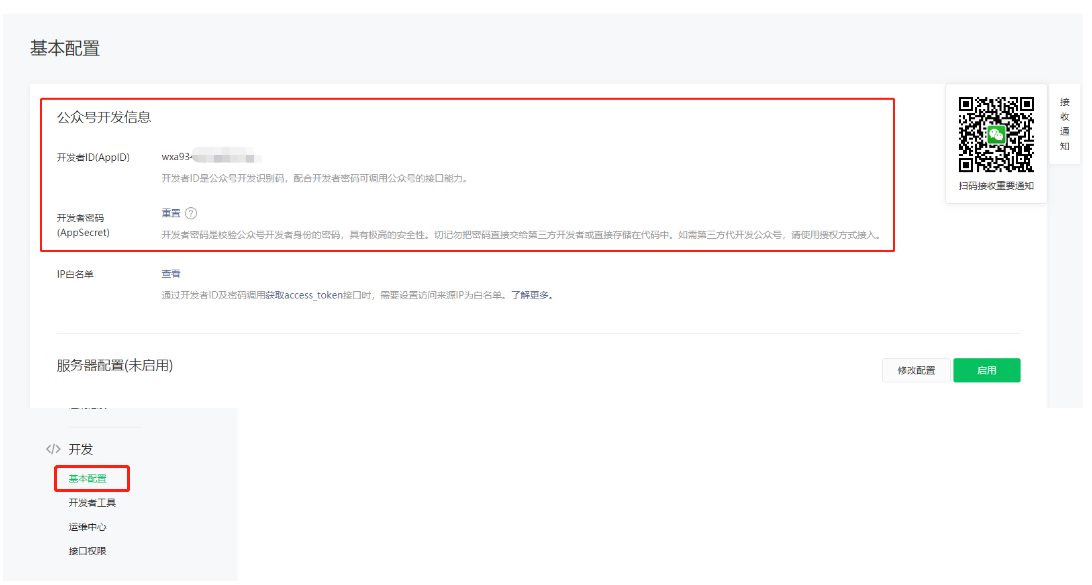 基本配置
公众号开发信息
开发者ID(AppID)
wxa934
开发者ID是公众号开发识别码，配合开发者密码可调用公众号的接口能力。
开发者密码
(AppSecret)
重置 ?
开发者密码是校验公众号开发者身份的密码，具有极高的安全性。切记勿把密码直接交给第三方开发者或直接存储在代码中。如需第三方代开发公众号，请使用授权方式接入。
IP白名单
查看
通过开发者ID及密码调用获取access_token接口时，需要设置访问来源IP为白名单。了解更多。
扫码接收重要通知
接
收
通
知
服务器配置(未启用)
修改配置
启用
</> 开发
基本配置
开发者工具
运维中心
接口权限